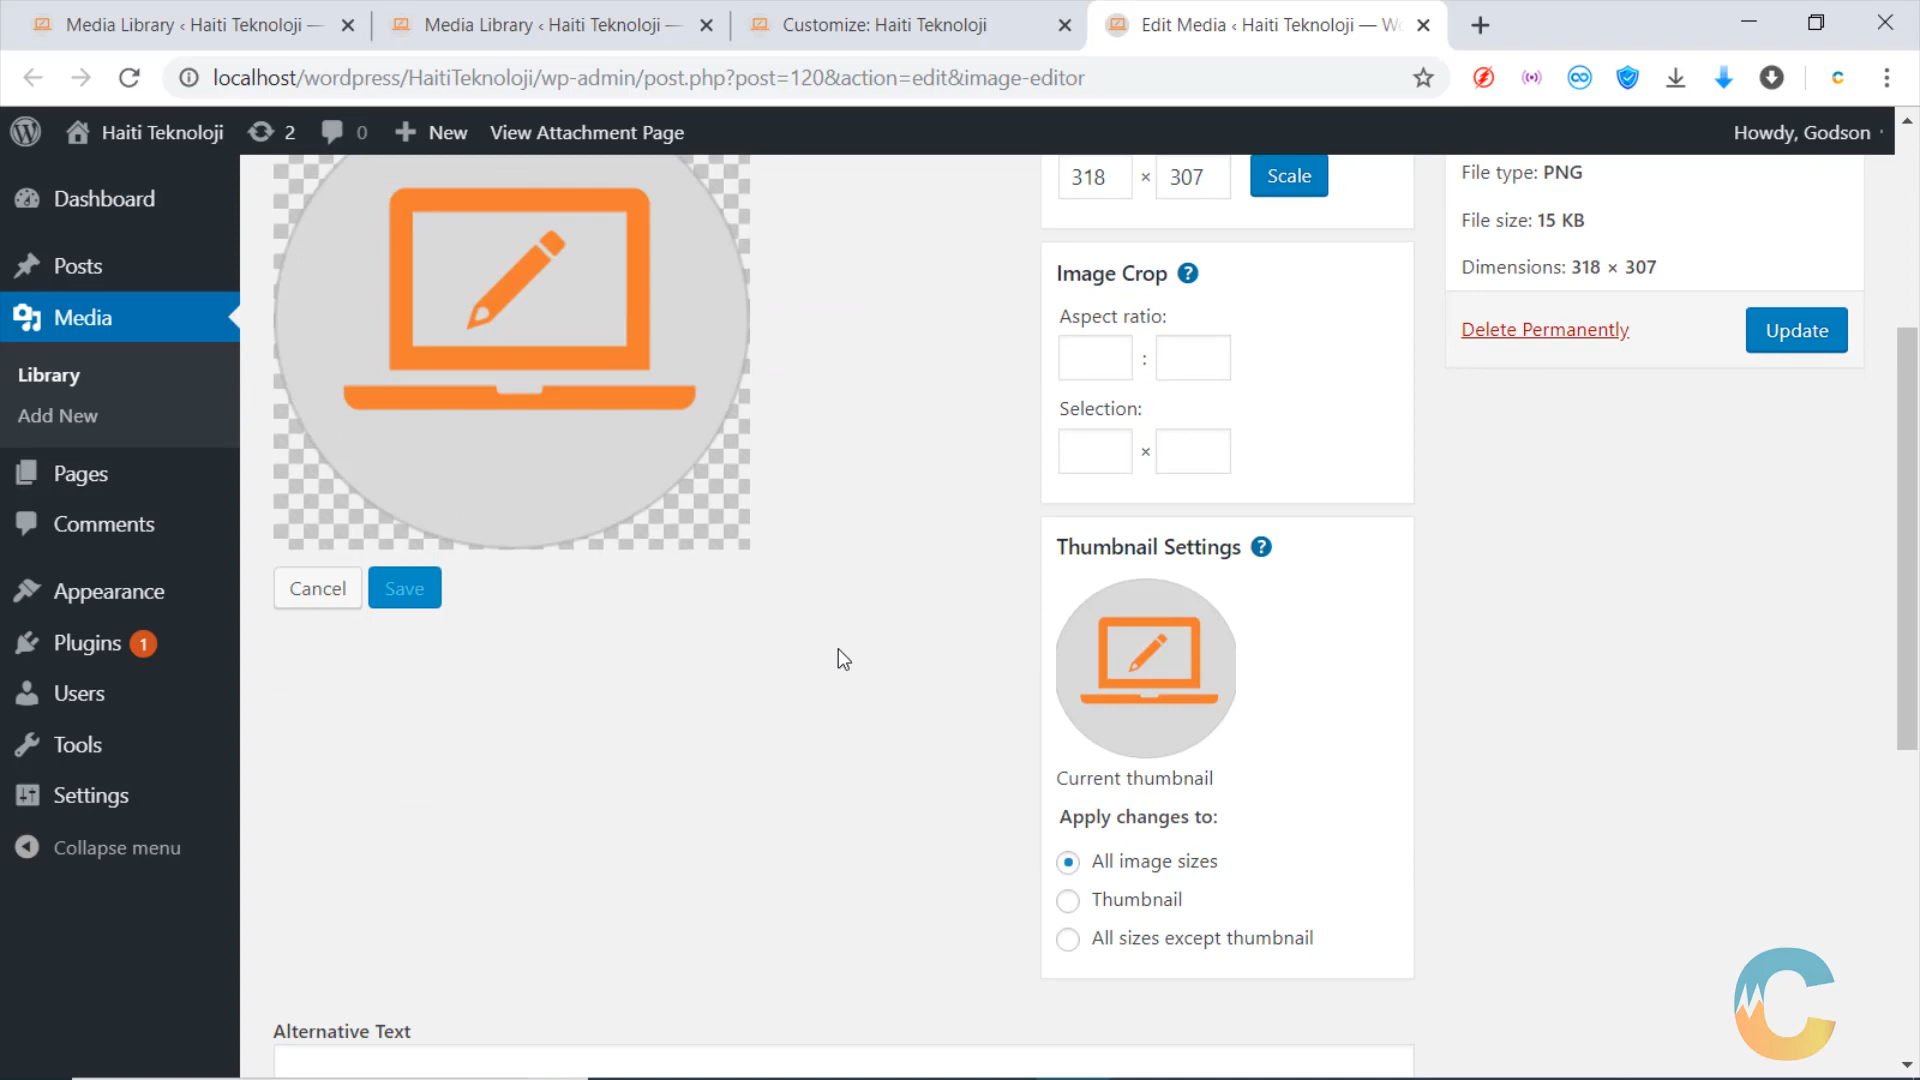 Media Library ‹ Haiti Teknoloji —
Media Library ‹ Haiti Teknoloji —
Customize: Haiti Teknoloji
Edit Media ‹ Haiti Teknoloji — Wo
localhost/wordpress/HaitiTeknoloji/wp-admin/post.php?post=120&action=edit&image-editor
Haiti Teknoloji
2
0
New
View Attachment Page
Howdy, Godson
Dashboard
Posts
Media
Library
Add New
Pages
Comments
Appearance
Plugins 1
Users
Tools
Settings
Collapse menu
Cancel
Save
318 × 307
Scale
Image Crop ?
Aspect ratio:
:
Selection:
×
Thumbnail Settings ?
Current thumbnail
Apply changes to:
All image sizes
Thumbnail
All sizes except thumbnail
File type: PNG
File size: 15 KB
Dimensions: 318 × 307
Delete Permanently
Update
Alternative Text
C